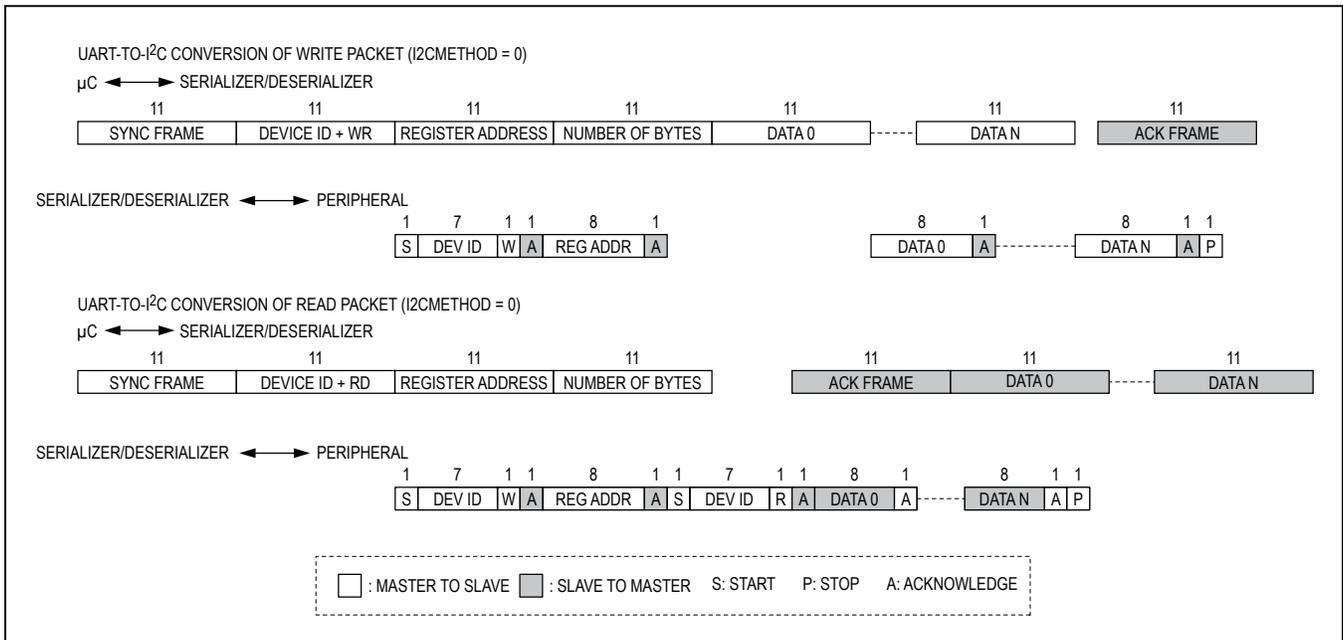 UART-TO-I2C CONVERSION OF WRITE PACKET (I2CMETHOD = 0)
µC SERIALIZER/DESERIALIZER
11 11 11 11 11 11 11
SYNC FRAME DEVICE ID + WR REGISTER ADDRESS NUMBER OF BYTES DATA 0 DATA N ACK FRAME
SERIALIZER/DESERIALIZER PERIPHERAL
1 7 1 1 8 1 8 1 8 1 1
S DEV ID W A REG ADDR A DATA 0 A DATA N A P
UART-TO-I2C CONVERSION OF READ PACKET (I2CMETHOD = 0)
µC SERIALIZER/DESERIALIZER
11 11 11 11 11 11 11
SYNC FRAME DEVICE ID + RD REGISTER ADDRESS NUMBER OF BYTES ACK FRAME DATA 0 DATA N
SERIALIZER/DESERIALIZER PERIPHERAL
1 7 1 1 8 1 1 7 1 1 8 1 8 1 1
S DEV ID W A REG ADDR A S DEV ID R A DATA 0 A DATA N A P
: MASTER TO SLAVE : SLAVE TO MASTER S: START P: STOP A: ACKNOWLEDGE